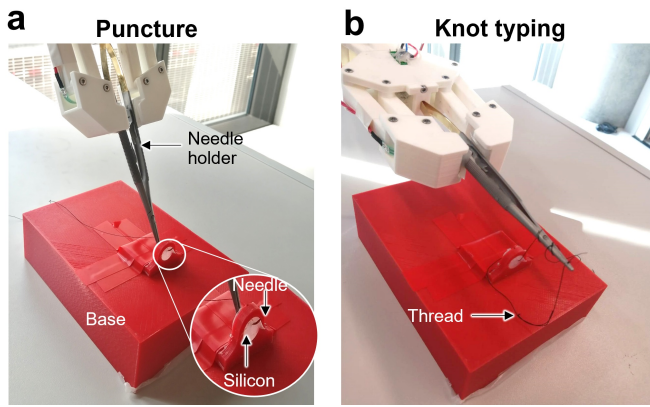 a
Puncture
Needle
holder
Base
Needle
Silicon
b
Knot typing
Thread